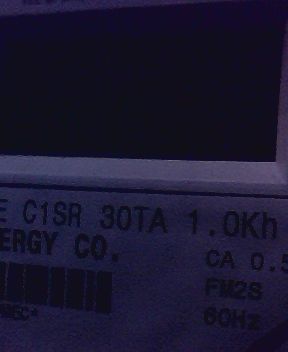 E C1SR 30TA 1.0Kh
ERGY CO.
CA 0.5
FM2S
60Hz